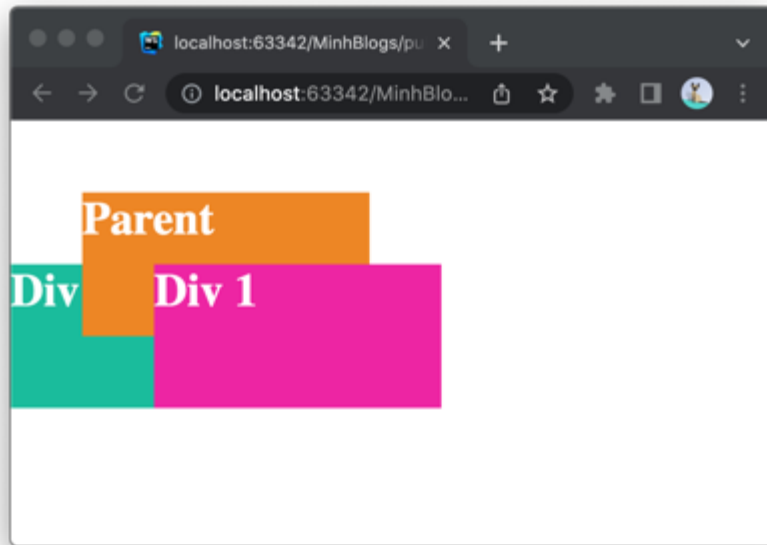 localhost:63342/MinhBlogs/pu
localhost:63342/MinhBlo...
Parent
Div
Div 1